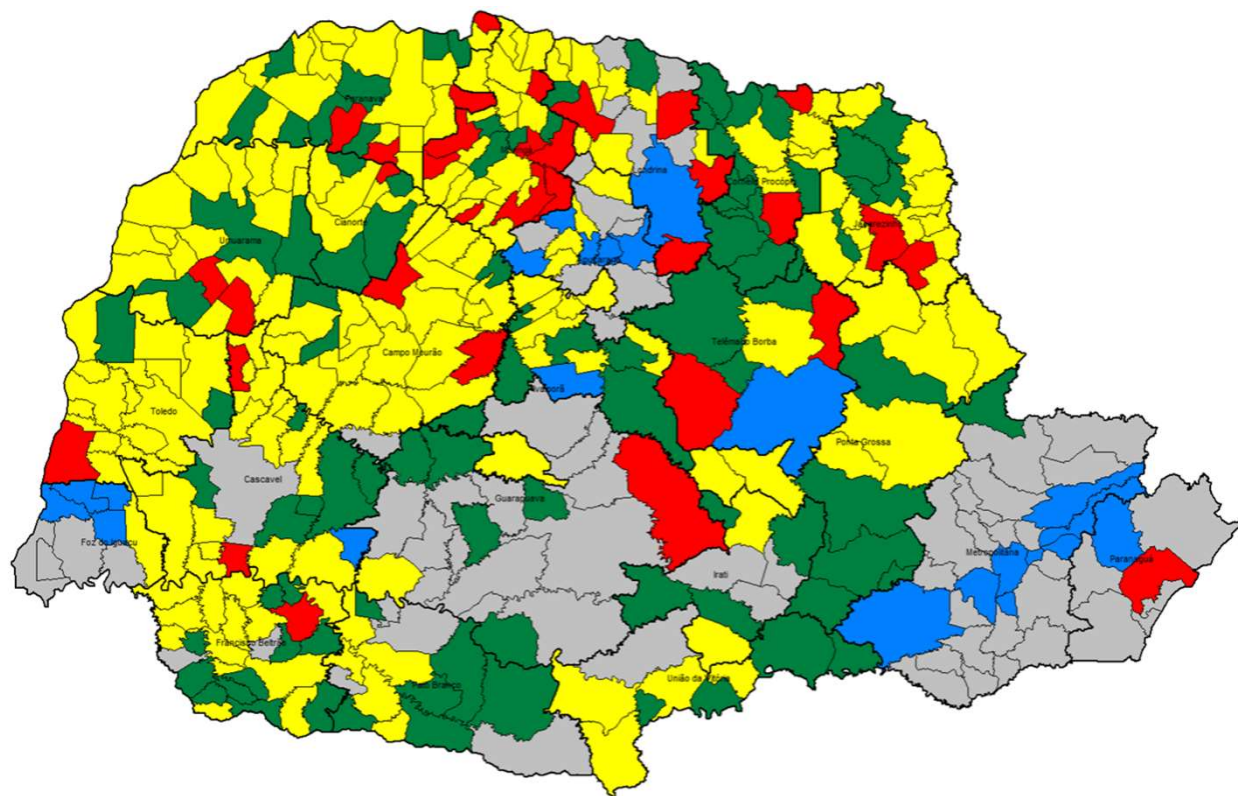 Paranavaí
Maringá
Londrina
Cornélio Procópio
Cianorte
Umuarama
Jacarezinho
Apucarana
Telêmaco Borba
Campo Mourão
Ivaiporã
Toledo
Ponta Grossa
Cascavel
Guarapuava
Foz do Iguaçu
Metropolitana
Paranaguá
Irati
Francisco Beltrão
União da Vitória
Pato Branco